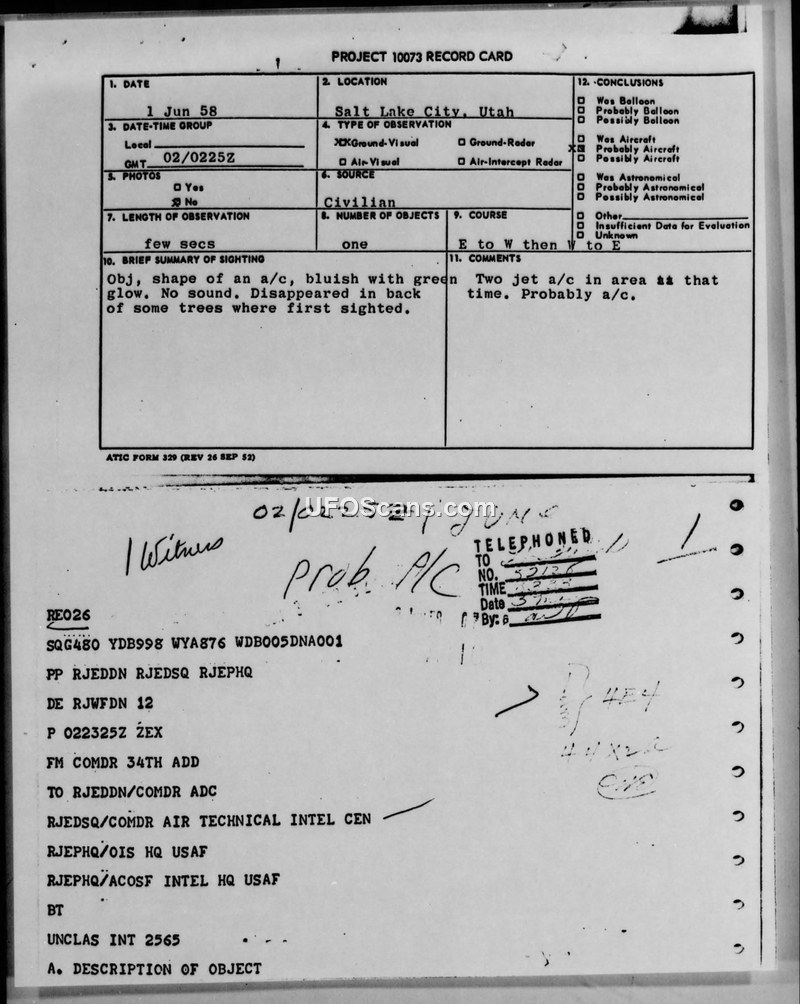 PROJECT 10073 RECORD CARD
1. DATE
1 Jun 58
2. LOCATION
Salt Lake City, Utah
12. CONCLUSIONS
Was Balloon
Probably Balloon
Possibly Balloon
Was Aircraft
X Probably Aircraft
Possibly Aircraft
Was Astronomical
Probably Astronomical
Possibly Astronomical
Other
Insufficient Data for Evaluation
Unknown
3. DATE-TIME GROUP
Local
GMT 02/0225Z
4. TYPE OF OBSERVATION
XX Ground-Visual Ground-Radar
Air-Visual Air-Intercept Radar
5. PHOTOS
Yes
X No
6. SOURCE
Civilian
7. LENGTH OF OBSERVATION
few secs
8. NUMBER OF OBJECTS
one
9. COURSE
E to W then W to E
10. BRIEF SUMMARY OF SIGHTING
Obj, shape of an a/c, bluish with green
glow. No sound. Disappeared in back
of some trees where first sighted.
11. COMMENTS
Two jet a/c in area at that
time. Probably a/c.
ATIC FORM 329 (REV 26 SEP 52)
UFOScans.com
1 Witness
Prob. A/C
TELEPHONED
TO
NO.
TIME
Date
By:
RE026
SQG480 YDB998 WYA876 WDB005DNA001
PP RJEDDN RJEDSQ RJEPHQ
DE RJWFDN 12
P 022325Z ZEX
FM COMDR 34TH ADD
TO RJEDDN/COMDR ADC
RJEDSQ/COMDR AIR TECHNICAL INTEL CEN
RJEPHQ/OIS HQ USAF
RJEPHQ/ACOSF INTEL HQ USAF
BT
UNCLAS INT 2565
A. DESCRIPTION OF OBJECT
4E4